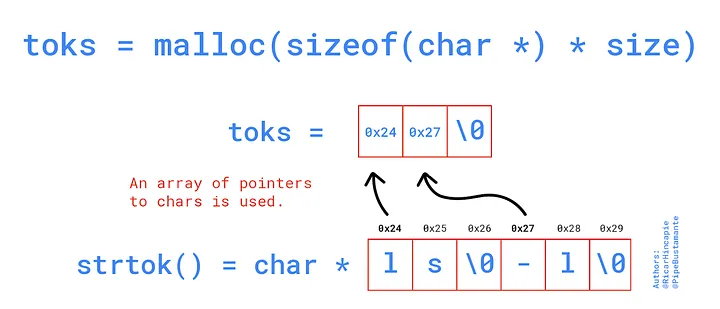 toks = malloc(sizeof(char *) * size)
toks = 0x24 0x27 \0
An array of pointers
to chars is used.
0x24 0x25 0x26 0x27 0x28 0x29
strtok() = char * l s \0 - l \0
Authors:
@RicarHincapie
@PipeBustamante